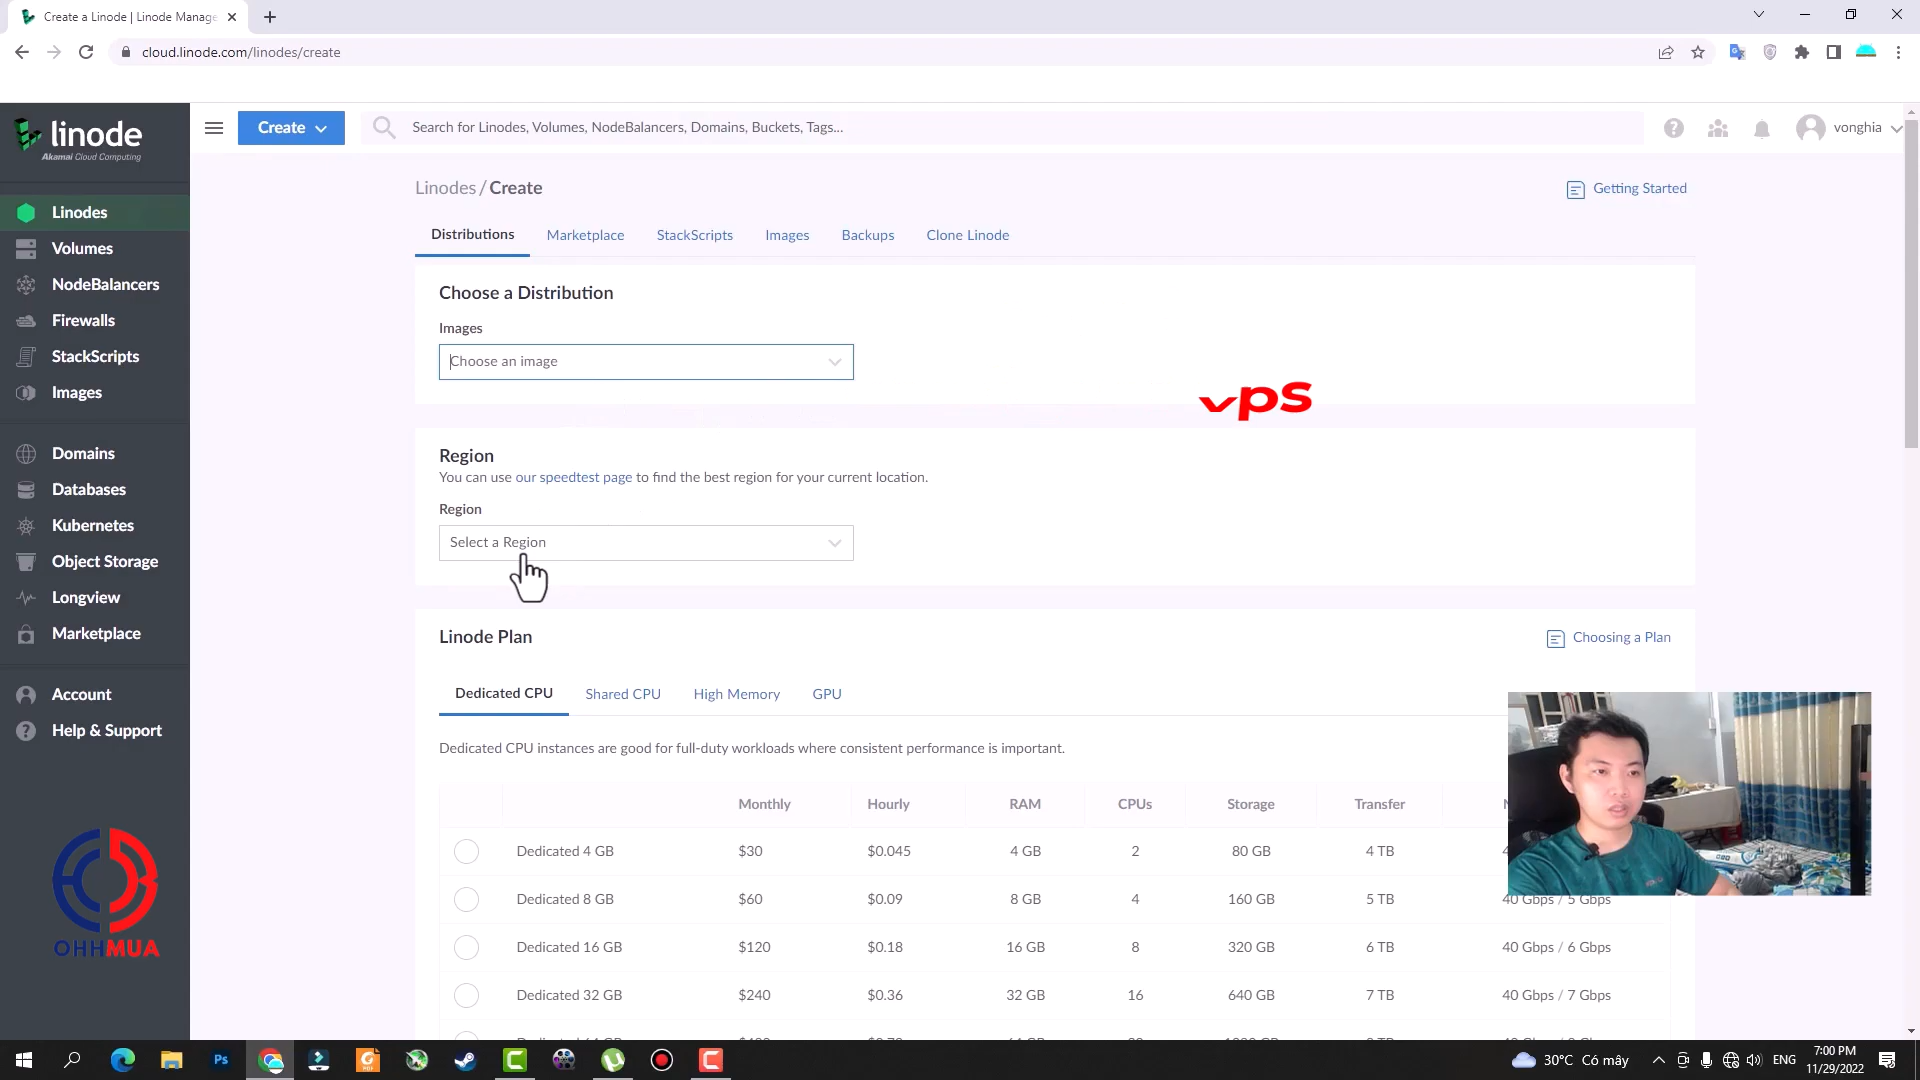 Create a Linode | Linode Manage
cloud.linode.com/linodes/create
linode
Akamai Cloud Computing
Create
Search for Linodes, Volumes, NodeBalancers, Domains, Buckets, Tags...
vonghia
Linodes
Volumes
NodeBalancers
Firewalls
StackScripts
Images
Domains
Databases
Kubernetes
Object Storage
Longview
Marketplace
Account
Help & Support
OHHMUA
Linodes / Create
Getting Started
Distributions Marketplace StackScripts Images Backups Clone Linode
Choose a Distribution
Images
Choose an image
vps
Region
You can use our speedtest page to find the best region for your current location.
Region
Select a Region
Linode Plan
Choosing a Plan
Dedicated CPU Shared CPU High Memory GPU
Dedicated CPU instances are good for full-duty workloads where consistent performance is important.
Monthly Hourly RAM CPUs Storage Transfer
Dedicated 4 GB $30 $0.045 4 GB 2 80 GB 4 TB
Dedicated 8 GB $60 $0.09 8 GB 4 160 GB 5 TB 40 Gbps / 5 Gbps
Dedicated 16 GB $120 $0.18 16 GB 8 320 GB 6 TB 40 Gbps / 6 Gbps
Dedicated 32 GB $240 $0.36 32 GB 16 640 GB 7 TB 40 Gbps / 7 Gbps
Ps
30°C Có mây
ENG
7:00 PM
11/29/2022